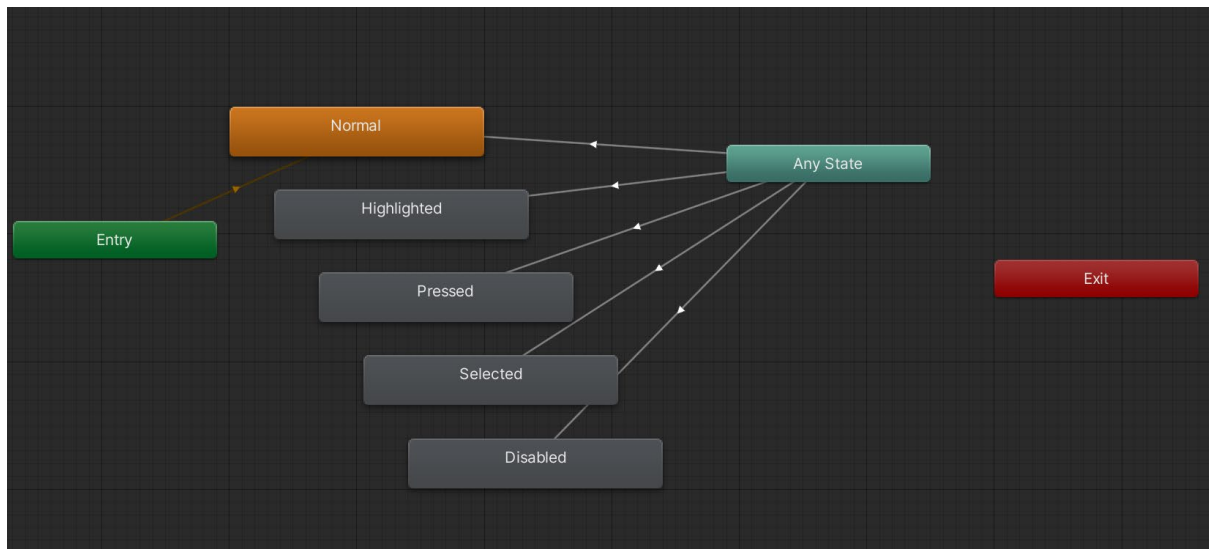 Normal
Any State
Highlighted
Entry
Exit
Pressed
Selected
Disabled